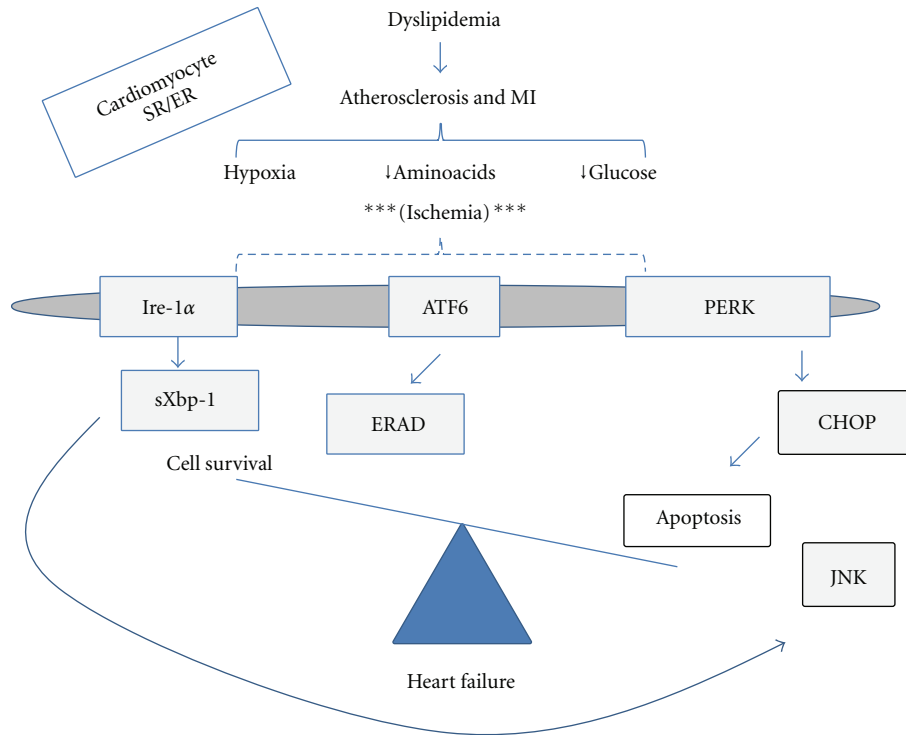 Dyslipidemia
Cardiomyocyte
SR/ER
Atherosclerosis and MI
Hypoxia
↓Aminoacids
↓Glucose
***(Ischemia)***
Ire-1α
ATF6
PERK
sXbp-1
ERAD
CHOP
Cell survival
Apoptosis
JNK
Heart failure